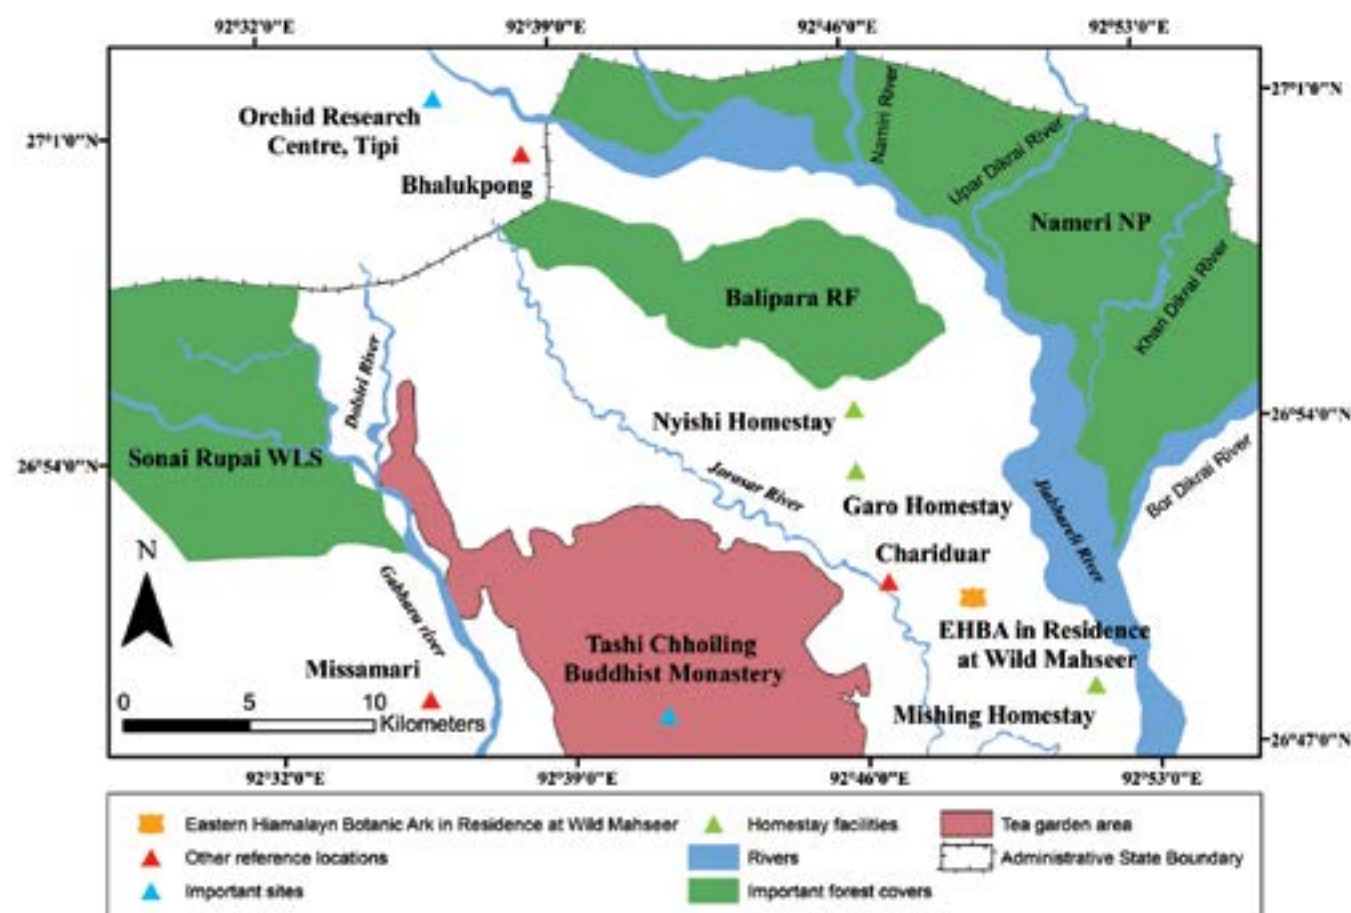 92°32'0"E
92°39'0"E
92°46'0"E
92°53'0"E
27°1'0"N
27°1'0"N
Orchid Research
Centre, Tipi
Bhalukpong
Namiri River
Upar Dikrai River
Nameri NP
Khari Dikrai River
Balipara RF
Dolsiri River
Nyishi Homestay
26°54'0"N
26°54'0"N
Sonai Rupai WLS
Jorasar River
Garo Homestay
Bor Dikrai River
Jiabhareli River
N
Chariduar
Gabharu river
EHBA in Residence
at Wild Mahseer
Tashi Chhoiling
Buddhist Monastery
Missamari
0 5 10
Kilometers
Mishing Homestay
26°47'0"N
92°32'0"E
92°39'0"E
92°46'0"E
92°53'0"E
Eastern Hiamalayn Botanic Ark in Residence at Wild Mahseer
Other reference locations
Important sites
Homestay facilities
Rivers
Important forest covers
Tea garden area
Administrative State Boundary